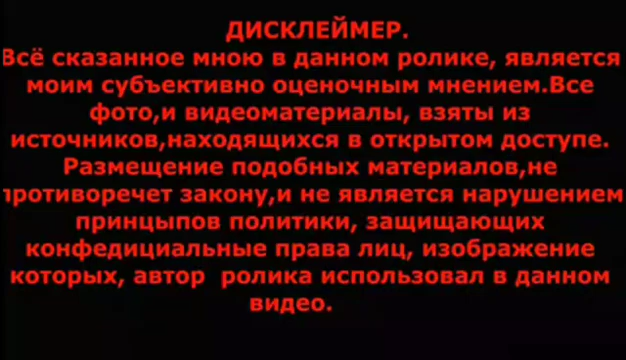 ДИСКЛЕЙМЕР.
Всё сказанное мною в данном ролике, является
моим субъективно оценочным мнением.Все
фото,и видеоматериалы, взяты из
источников,находящихся в открытом доступе.
Размещение подобных материалов,не
противоречет закону,и не является нарушением
принцыпов политики, защищающих
конфедициальные права лиц, изображение
которых, автор ролика использовал в данном
видео.